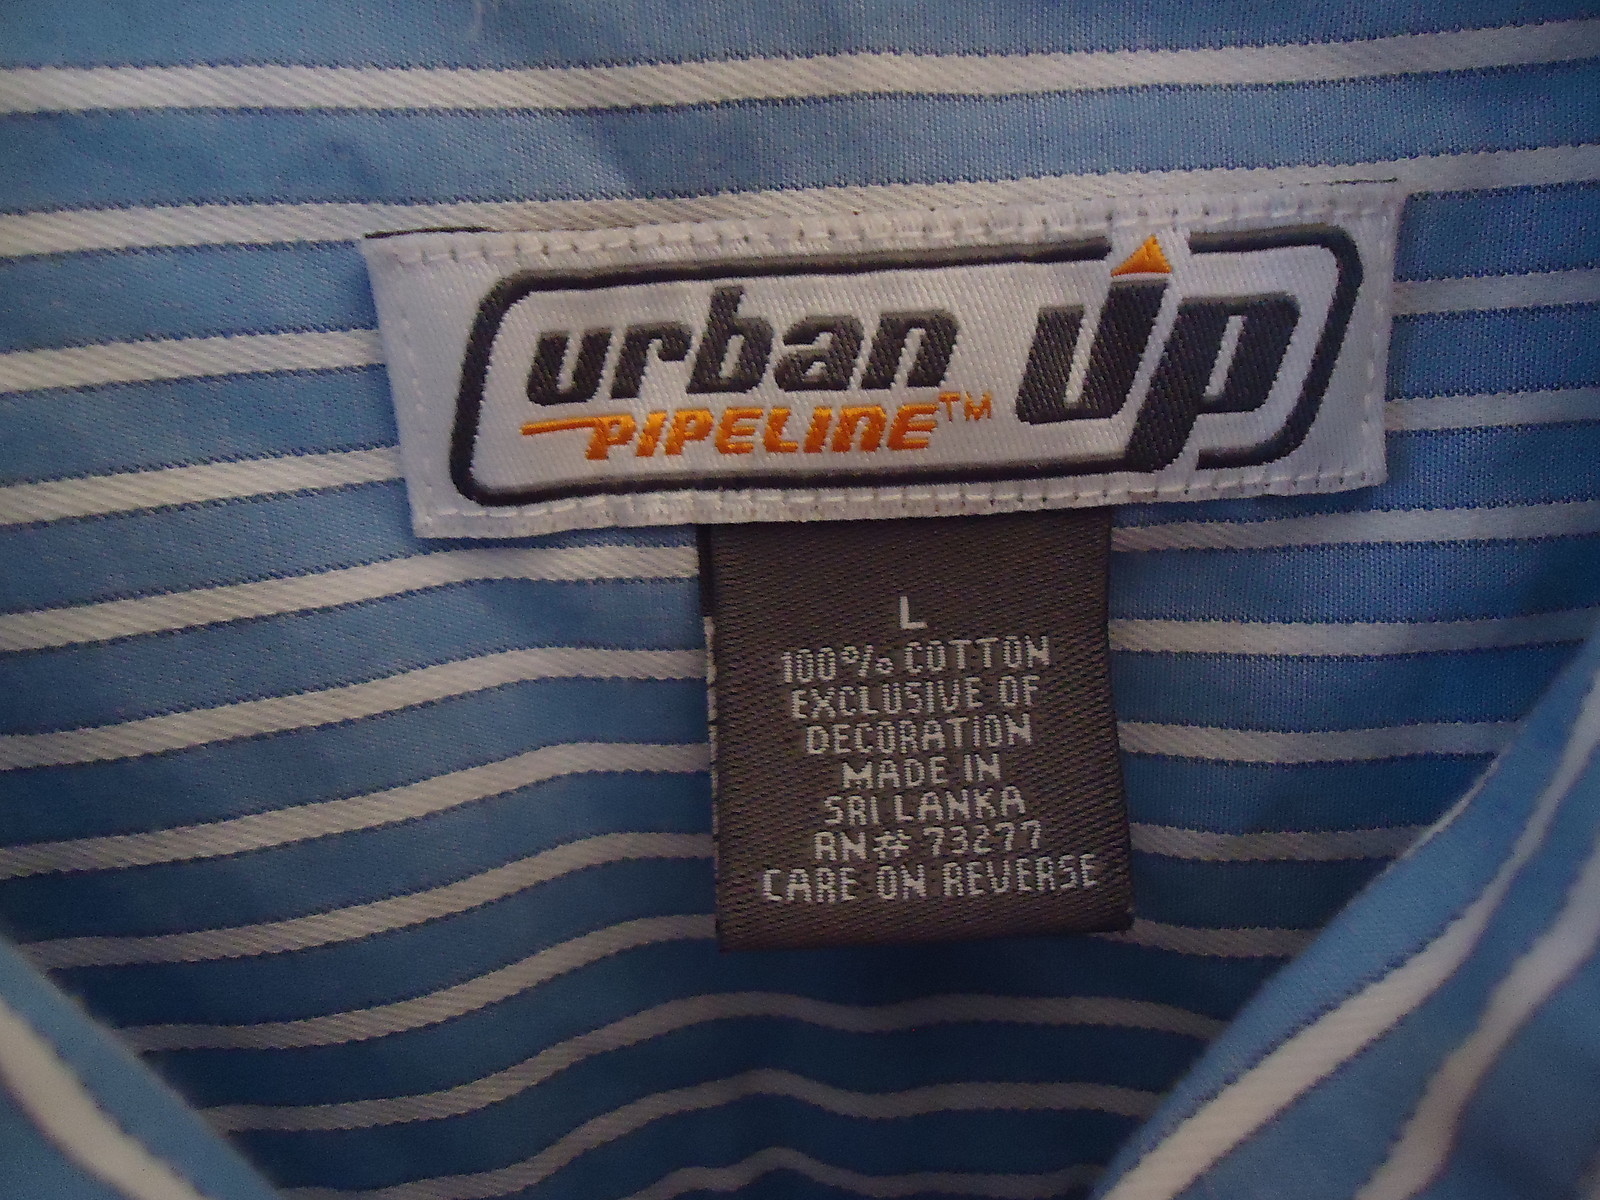 urban up
PIPELINE™
L
100% COTTON
EXCLUSIVE OF
DECORATION
MADE IN
SRI LANKA
RN# 73277
CARE ON REVERSE